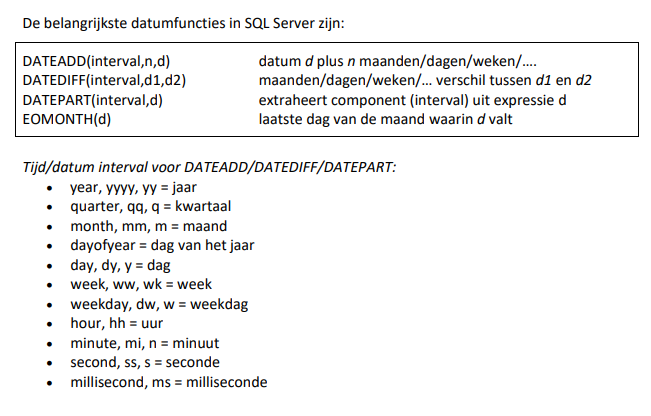 De belangrijkste datumfuncties in SQL Server zijn:
DATEADD(interval,n,d) datum d plus n maanden/dagen/weken/….
DATEDIFF(interval,d1,d2) maanden/dagen/weken/… verschil tussen d1 en d2
DATEPART(interval,d) extraheert component (interval) uit expressie d
EOMONTH(d) laatste dag van de maand waarin d valt
Tijd/datum interval voor DATEADD/DATEDIFF/DATEPART:
• year, yyyy, yy = jaar
• quarter, qq, q = kwartaal
• month, mm, m = maand
• dayofyear = dag van het jaar
• day, dy, y = dag
• week, ww, wk = week
• weekday, dw, w = weekdag
• hour, hh = uur
• minute, mi, n = minuut
• second, ss, s = seconde
• millisecond, ms = milliseconde